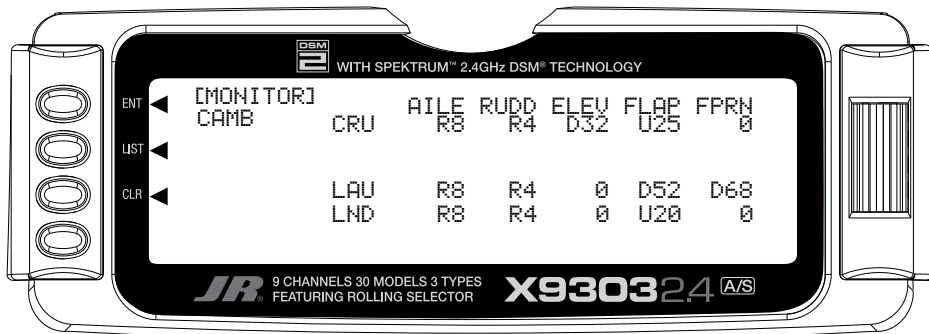 DSM
2
WITH SPEKTRUM™ 2.4GHz DSM® TECHNOLOGY
ENT
LIST
CLR
[MONITOR]
CAMB
AILE RUDD ELEV FLAP FPRN
CRU R8 R4 D32 U25 0
LAU R8 R4 0 D52 D68
LND R8 R4 0 U20 0
JR®
9 CHANNELS 30 MODELS 3 TYPES
FEATURING ROLLING SELECTOR
X9303 2.4 A/S